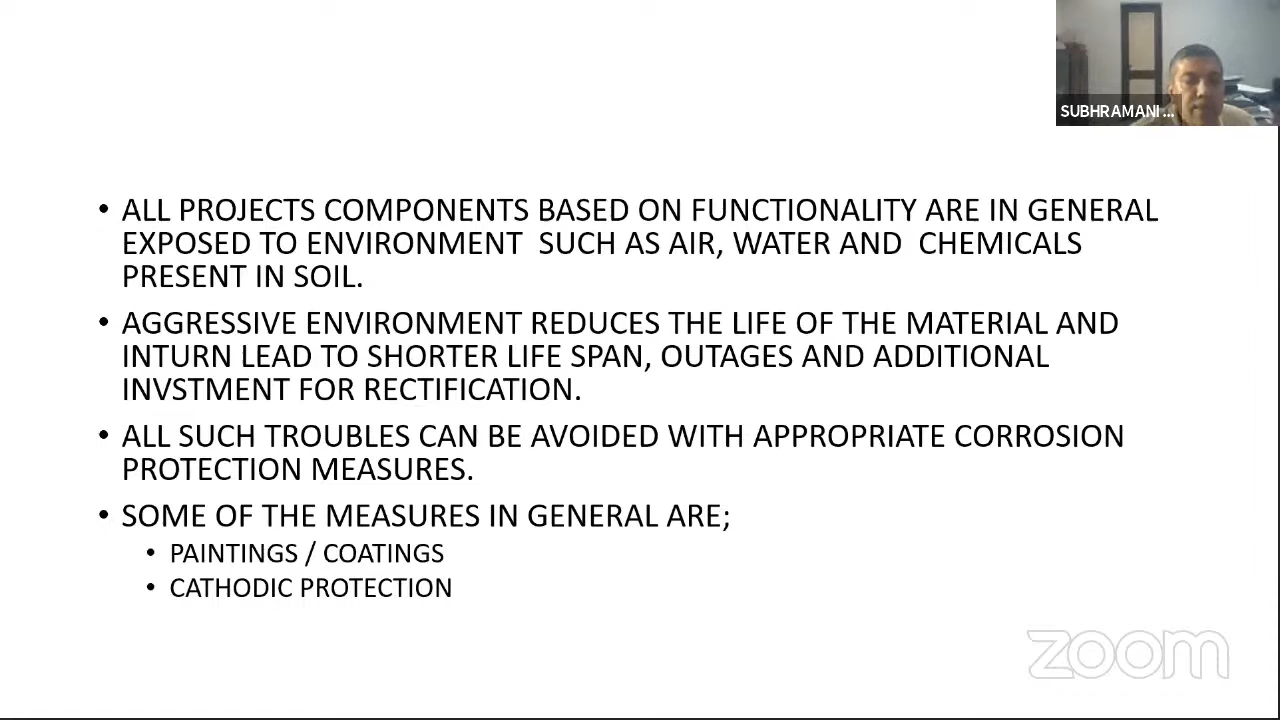 SUBHRAMANI...
• ALL PROJECTS COMPONENTS BASED ON FUNCTIONALITY ARE IN GENERAL
EXPOSED TO ENVIRONMENT SUCH AS AIR, WATER AND CHEMICALS
PRESENT IN SOIL.
• AGGRESSIVE ENVIRONMENT REDUCES THE LIFE OF THE MATERIAL AND
INTURN LEAD TO SHORTER LIFE SPAN, OUTAGES AND ADDITIONAL
INVSTMENT FOR RECTIFICATION.
• ALL SUCH TROUBLES CAN BE AVOIDED WITH APPROPRIATE CORROSION
PROTECTION MEASURES.
• SOME OF THE MEASURES IN GENERAL ARE;
• PAINTINGS / COATINGS
• CATHODIC PROTECTION
zoom